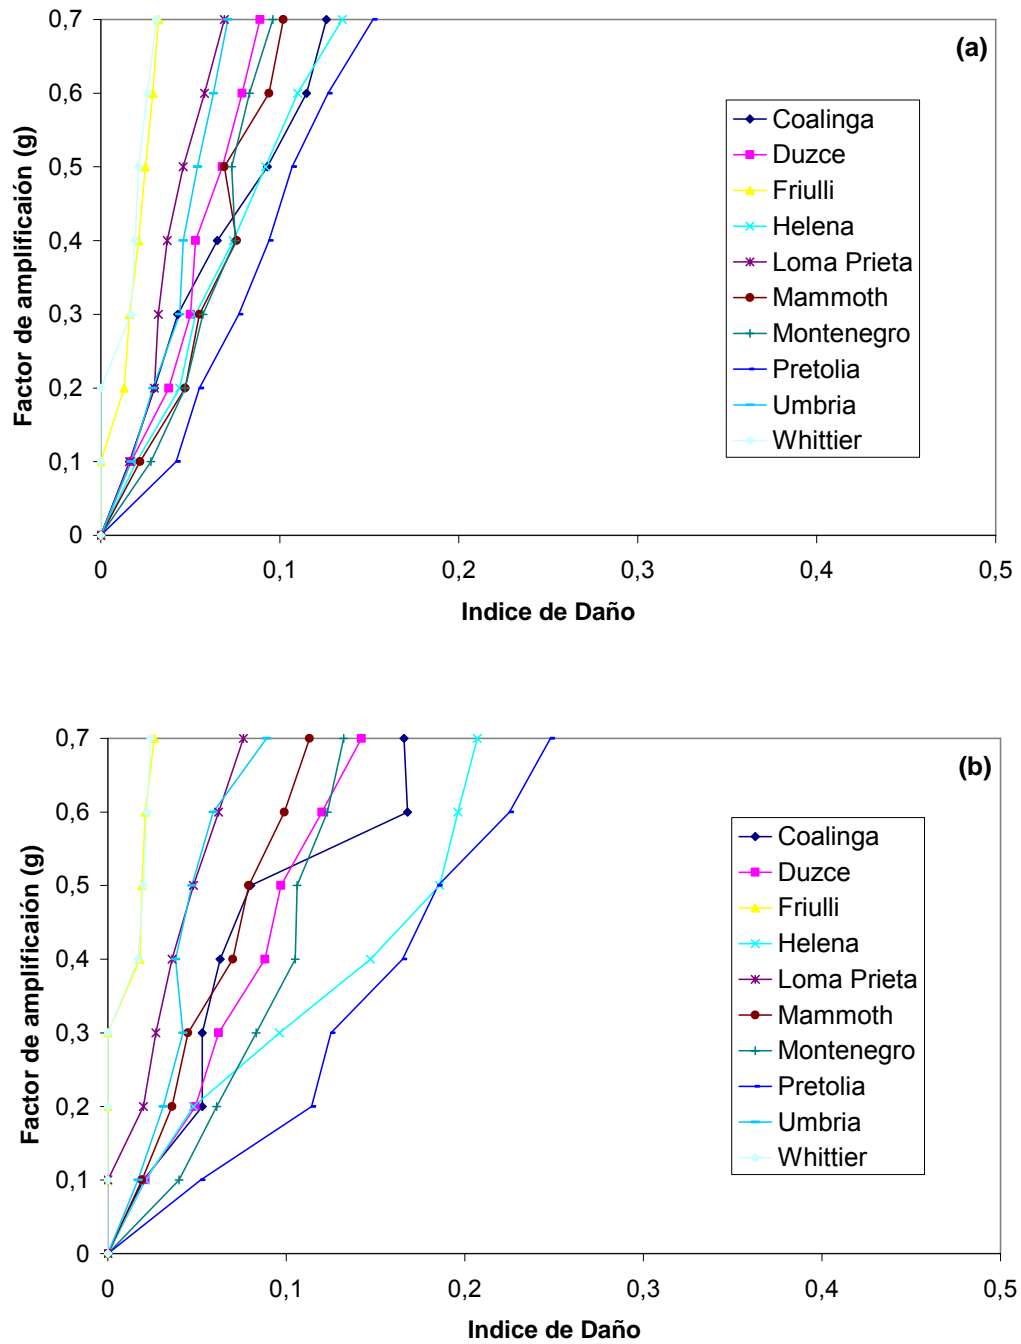 (a)
Factor de amplificaión (g)
0,7
0,6
0,5
0,4
0,3
0,2
0,1
0
0
0,1
0,2
0,3
0,4
0,5
Indice de Daño
Coalinga
Duzce
Friulli
Helena
Loma Prieta
Mammoth
Montenegro
Pretolia
Umbria
Whittier
(b)
Factor de amplificaión (g)
0,7
0,6
0,5
0,4
0,3
0,2
0,1
0
0
0,1
0,2
0,3
0,4
0,5
Indice de Daño
Coalinga
Duzce
Friulli
Helena
Loma Prieta
Mammoth
Montenegro
Pretolia
Umbria
Whittier